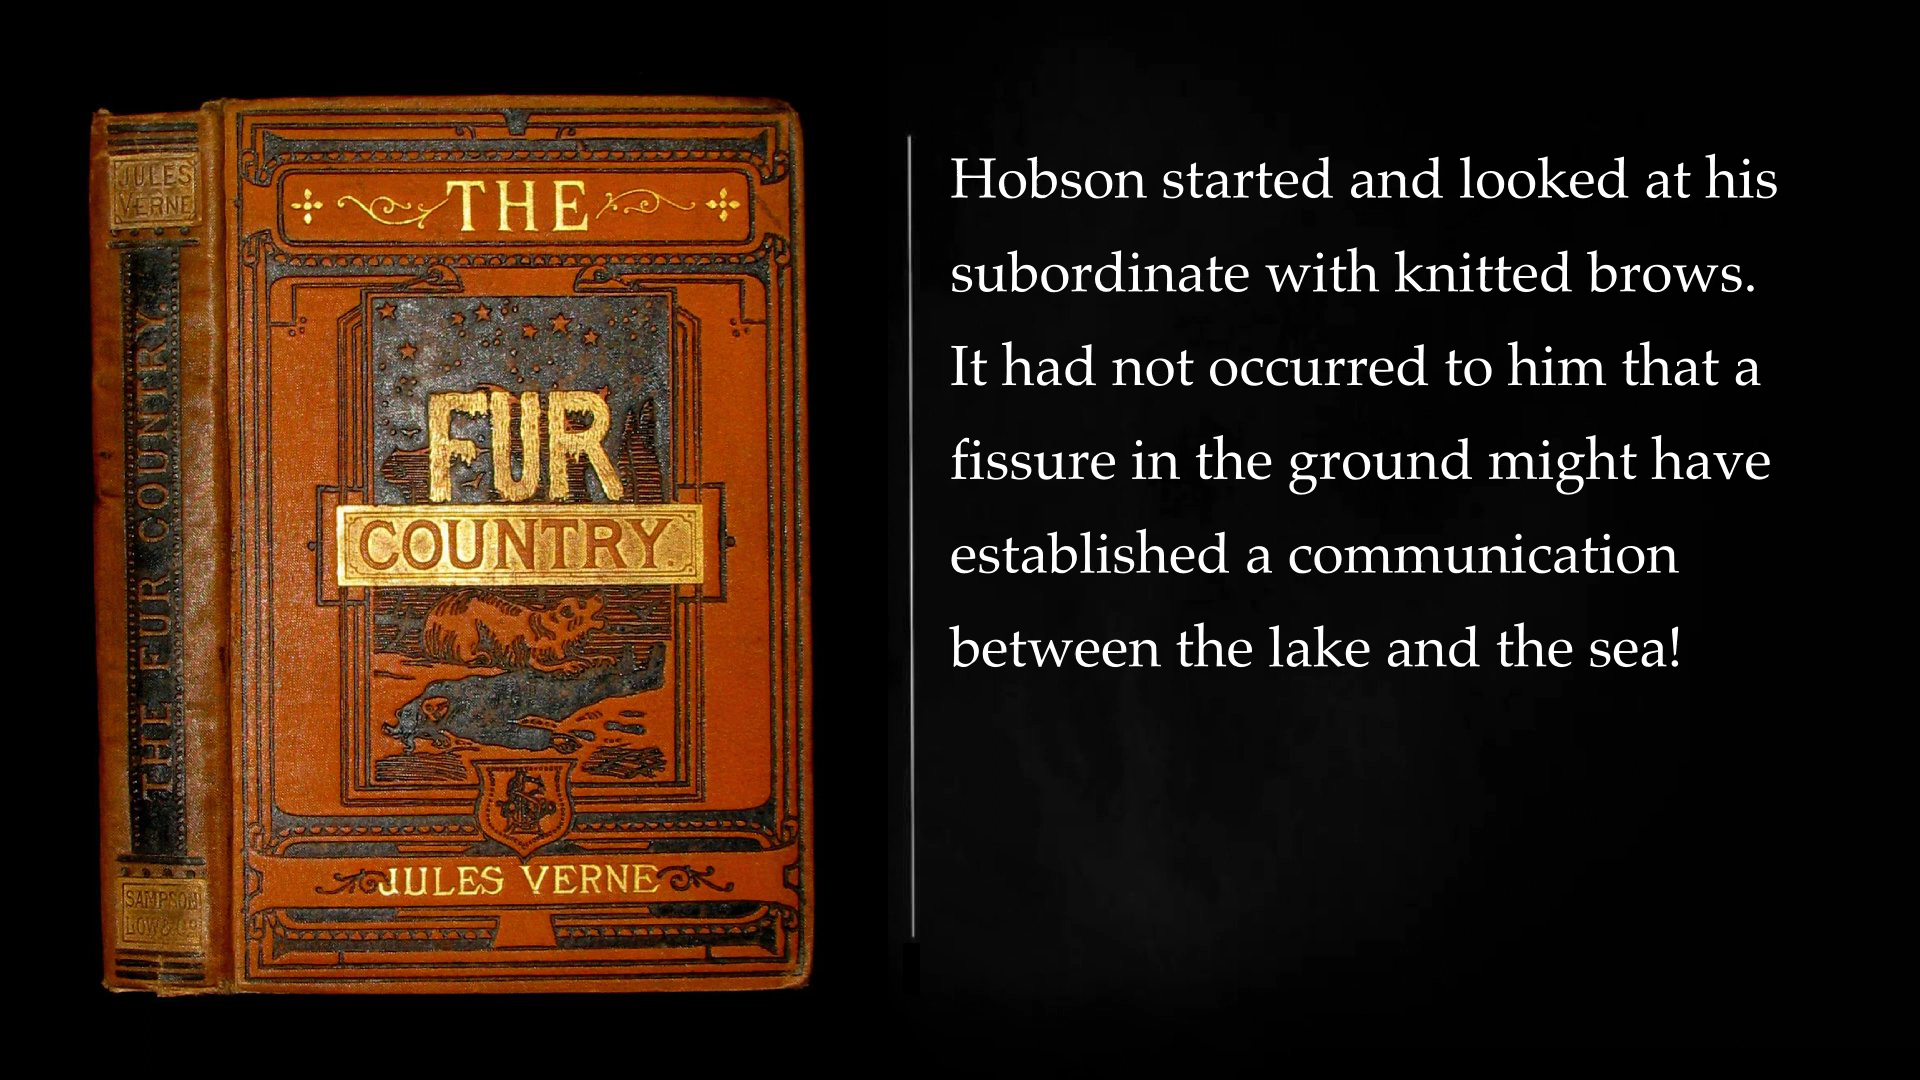 JULES
VERNE
THE FUR COUNTRY.
SAMPSON
LOW & Co
THE
FUR
COUNTRY.
JULES VERNE
Hobson started and looked at his
subordinate with knitted brows.
It had not occurred to him that a
fissure in the ground might have
established a communication
between the lake and the sea!